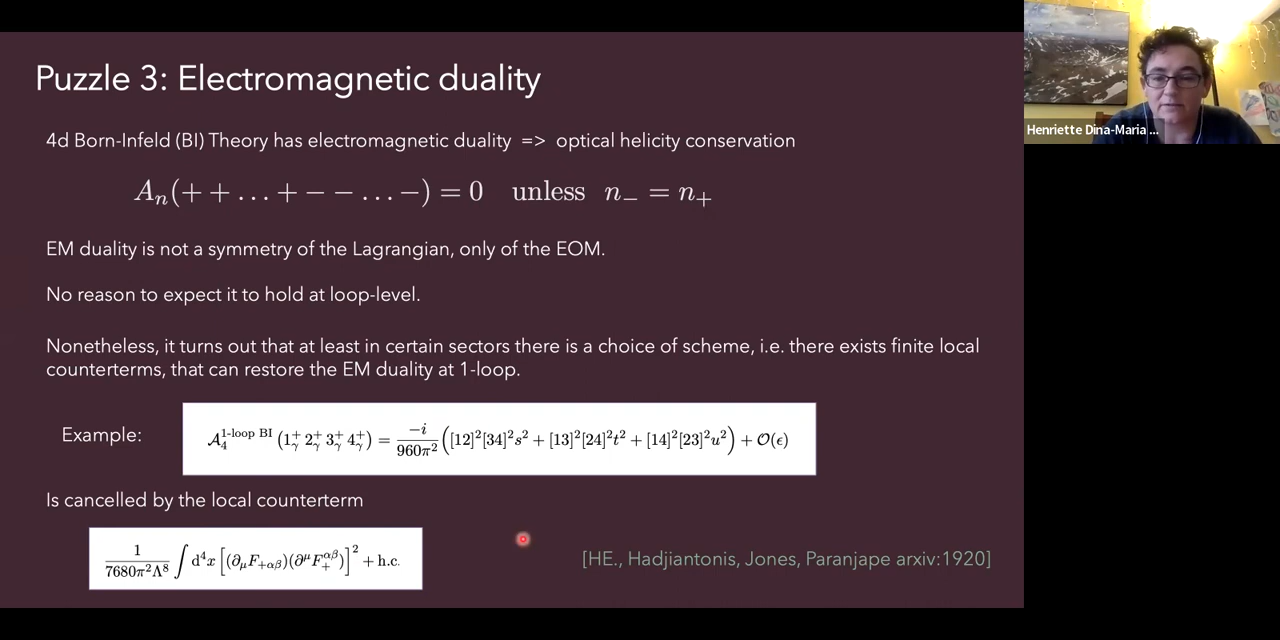 Puzzle 3: Electromagnetic duality
Henriette Dina-Maria ...
4d Born-Infeld (BI) Theory has electromagnetic duality => optical helicity conservation
Aₙ(+ + … + − − … −) = 0 unless n₋ = n₊
EM duality is not a symmetry of the Lagrangian, only of the EOM.
No reason to expect it to hold at loop-level.
Nonetheless, it turns out that at least in certain sectors there is a choice of scheme, i.e. there exists finite local
counterterms, that can restore the EM duality at 1-loop.
Example: 𝒜₄^{1-loop BI} (1_γ^+ 2_γ^+ 3_γ^+ 4_γ^+) = \frac{-i}{960π²} ([12]²[34]²s² + [13]²[24]²t² + [14]²[23]²u²) + 𝒪(ϵ)
Is cancelled by the local counterterm
\frac{1}{7680π²Λ⁸} ∫ d⁴x [(∂_μ F_{+αβ})(∂^μ F_+^{αβ})]² + h.c.
[HE., Hadjiantonis, Jones, Paranjape arxiv:1920]